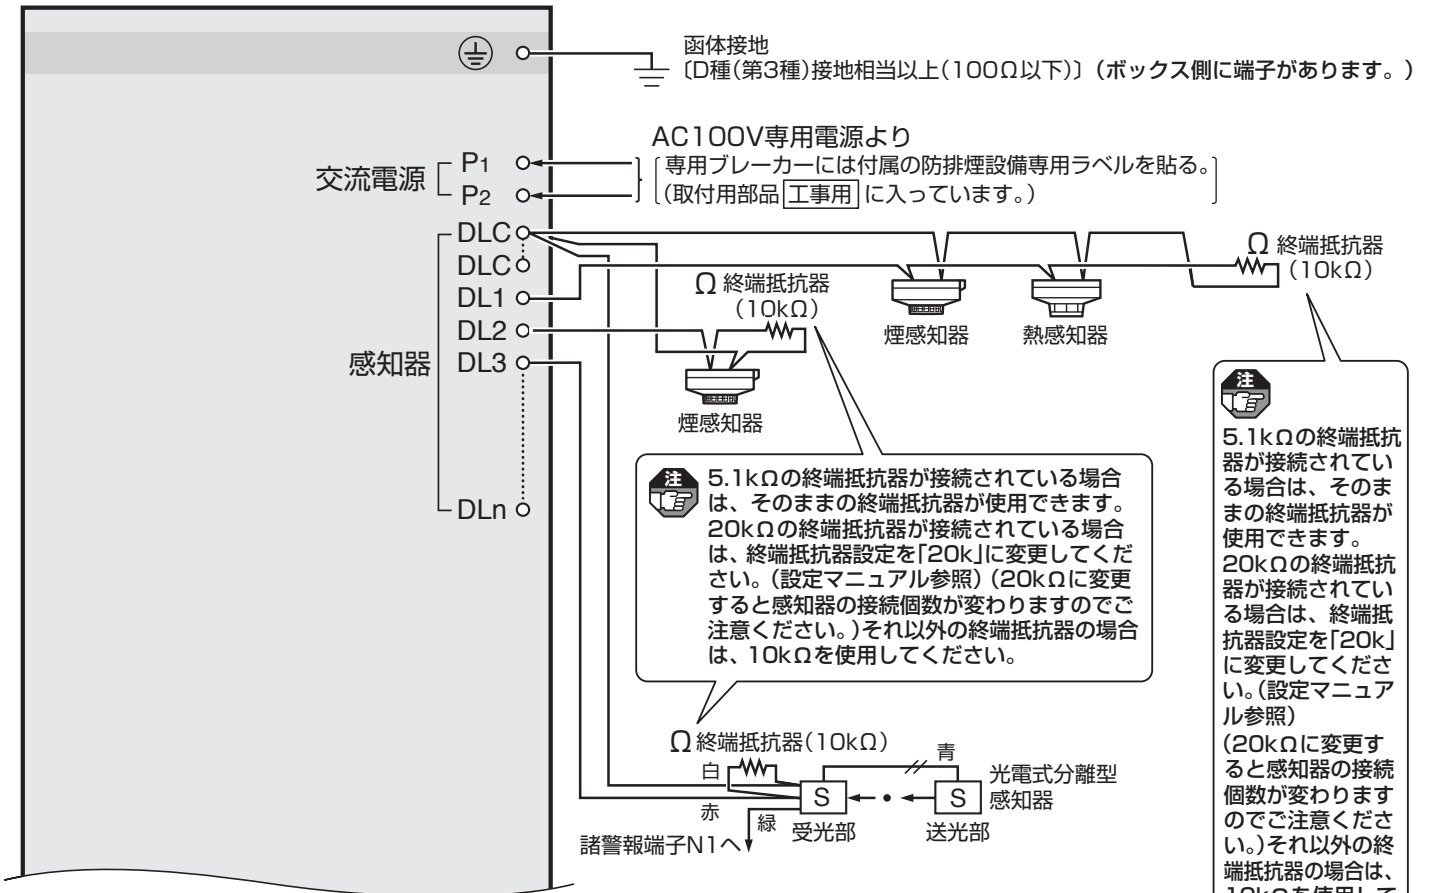 函体接地
〔D種(第3種)接地相当以上(100Ω以下)〕(ボックス側に端子があります。)
AC100V専用電源より
専用ブレーカーには付属の防排煙設備専用ラベルを貼る。
(取付用部品 工事用 に入っています。)
交流電源
P1
P2
感知器
DLC
DLC
DL1
DL2
DL3
DLn
Ω 終端抵抗器
(10kΩ)
煙感知器
熱感知器
Ω 終端抵抗器
(10kΩ)
煙感知器
注
5.1kΩの終端抵抗器が接続されている場合
は、そのままの終端抵抗器が使用できます。
20kΩの終端抵抗器が接続されている場合
は、終端抵抗器設定を「20k」に変更してくだ
さい。(設定マニュアル参照)(20kΩに変更
すると感知器の接続個数が変わりますのでご
注意ください。)それ以外の終端抵抗器の場合
は、10kΩを使用してください。
注
5.1kΩの終端抵抗
器が接続されてい
る場合は、そのま
まの終端抵抗器が
使用できます。
20kΩの終端抵抗
器が接続されてい
る場合は、終端抵
抗器設定を「20k」
に変更してくださ
い。(設定マニュア
ル参照)
(20kΩに変更す
ると感知器の接続
個数が変わります
のでご注意くださ
い。)それ以外の終
端抵抗器の場合は、
10kΩを使用して
Ω 終端抵抗器(10kΩ)
白
赤
緑
青
S
S
受光部
送光部
光電式分離型
感知器
諸警報端子N1へ